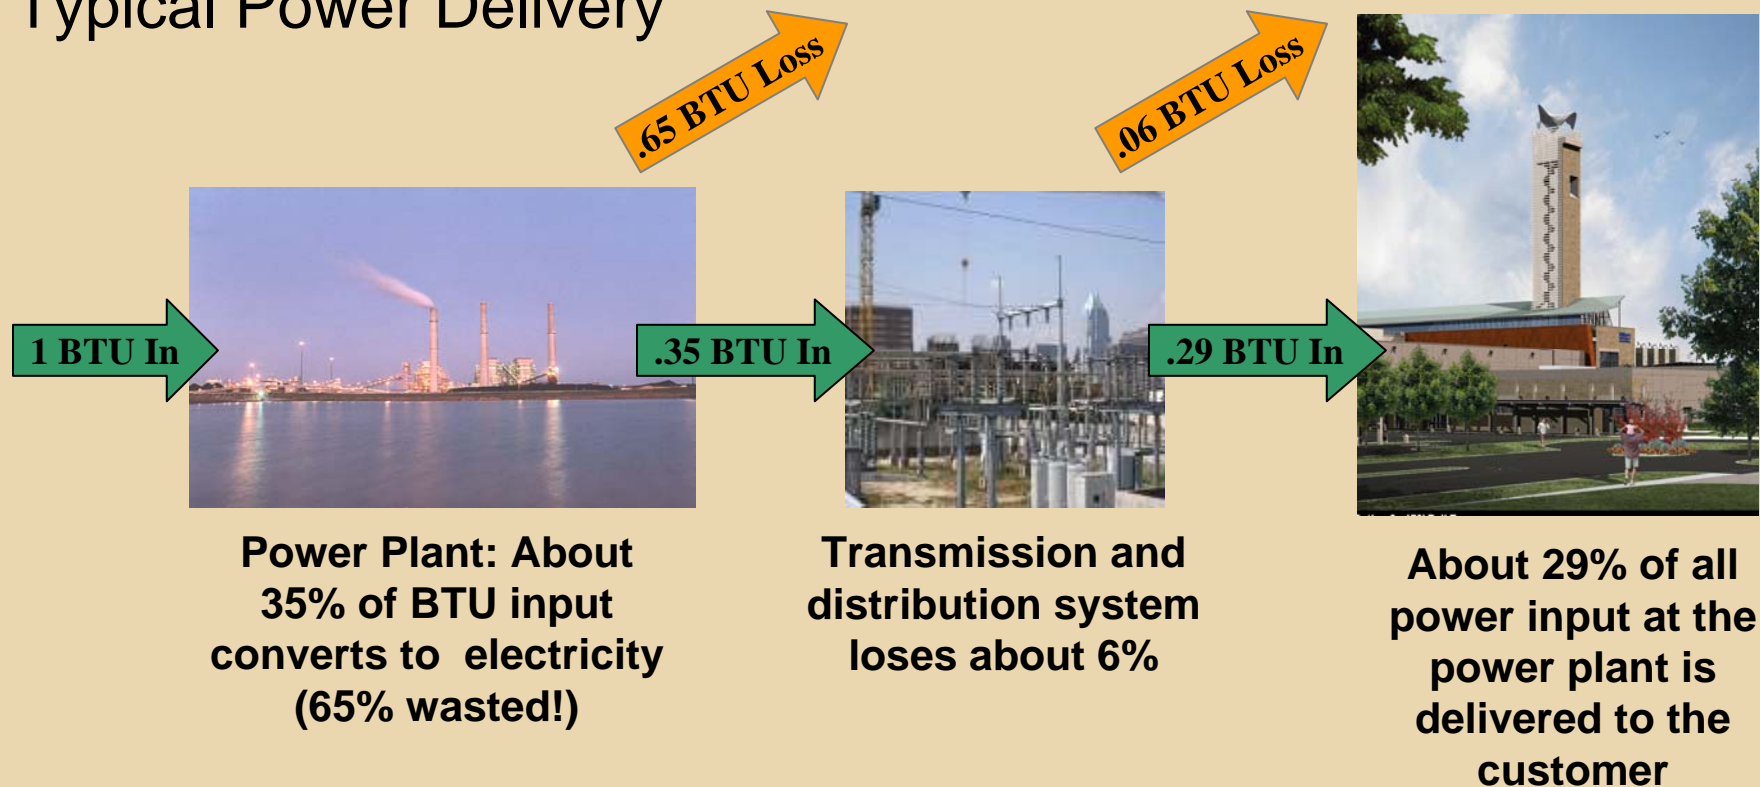 Typical Power Delivery
.65 BTU Loss
.06 BTU Loss
1 BTU In
.35 BTU In
.29 BTU In
Power Plant: About
35% of BTU input
converts to electricity
(65% wasted!)
Transmission and
distribution system
loses about 6%
About 29% of all
power input at the
power plant is
delivered to the
customer